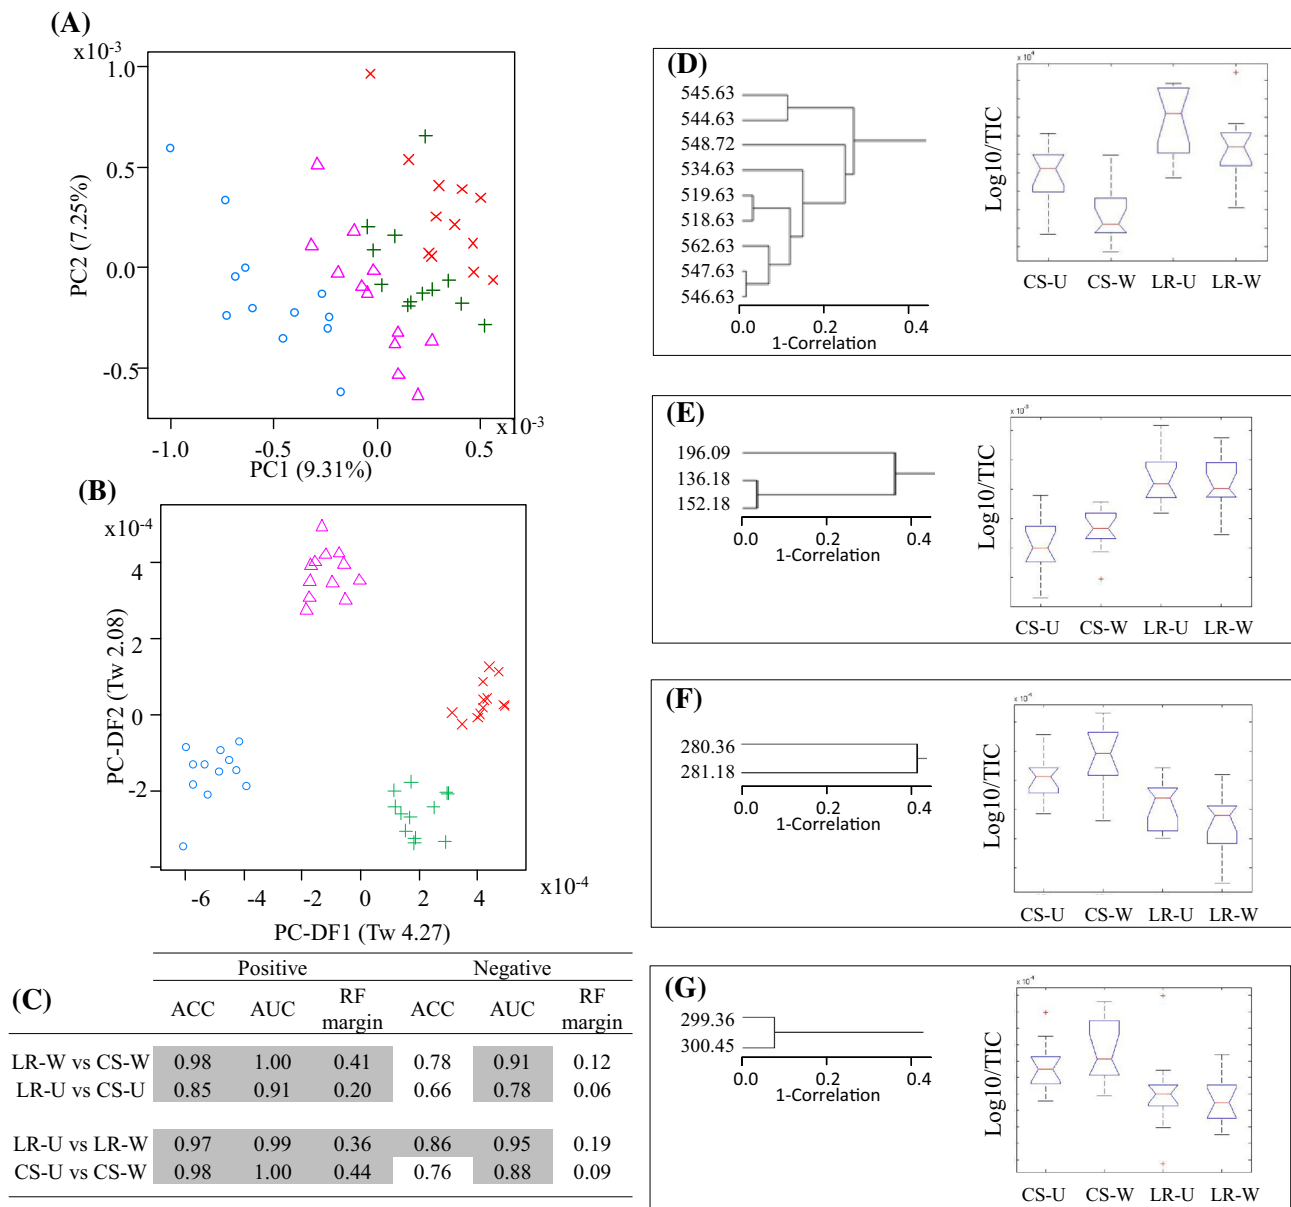 (A)
x10⁻³
1.0
0.5
0.0
-0.5
PC2 (7.25%)
x10⁻³
-1.0 -0.5 0.0 0.5
PC1 (9.31%)
(B)
x10⁻⁴
4
2
0
-2
PC-DF2 (Tw 2.08)
-6 -4 -2 0 2 4
x10⁻⁴
PC-DF1 (Tw 4.27)
(C)
Positive Negative
ACC AUC RF margin ACC AUC RF margin
LR-W vs CS-W 0.98 1.00 0.41 0.78 0.91 0.12
LR-U vs CS-U 0.85 0.91 0.20 0.66 0.78 0.06
LR-U vs LR-W 0.97 0.99 0.36 0.86 0.95 0.19
CS-U vs CS-W 0.98 1.00 0.44 0.76 0.88 0.09
(D)
545.63
544.63
548.72
534.63
519.63
518.63
562.63
547.63
546.63
0.0 0.2 0.4
1-Correlation
x 10⁻⁴
Log10/TIC
CS-U CS-W LR-U LR-W
(E)
196.09
136.18
152.18
0.0 0.2 0.4
1-Correlation
x 10⁻³
Log10/TIC
CS-U CS-W LR-U LR-W
(F)
280.36
281.18
0.0 0.2 0.4
1-Correlation
x 10⁻⁴
Log10/TIC
CS-U CS-W LR-U LR-W
(G)
299.36
300.45
0.0 0.2 0.4
1-Correlation
x 10⁻⁴
Log10/TIC
CS-U CS-W LR-U LR-W